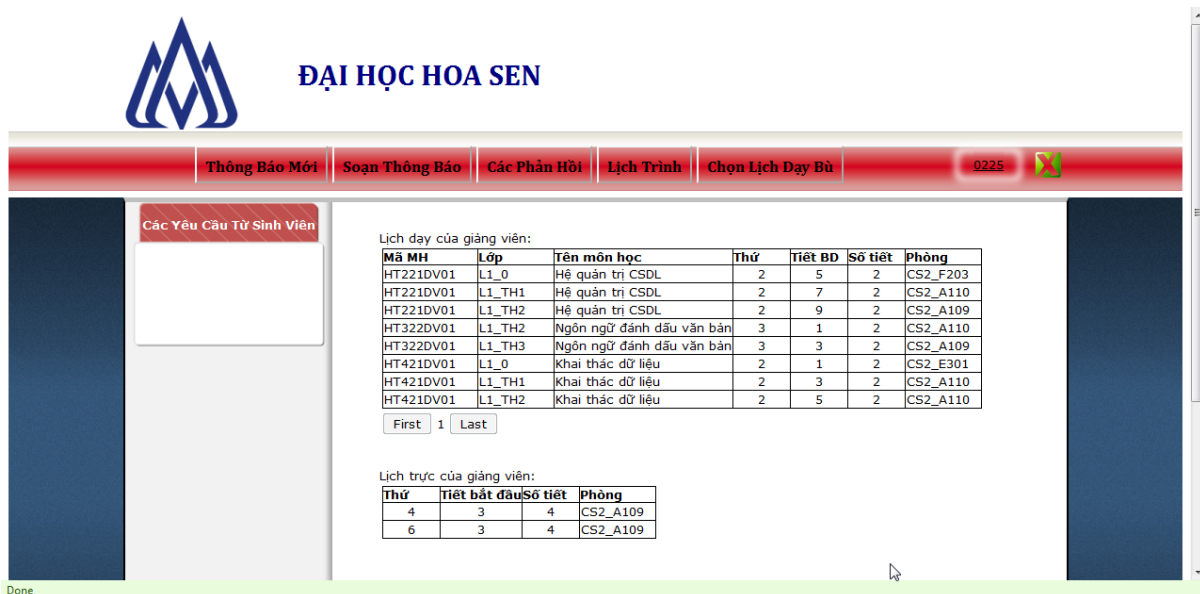 ĐẠI HỌC HOA SEN
Thông Báo Mới Soạn Thông Báo Các Phản Hồi Lịch Trình Chọn Lịch Dạy Bù 0225
Các Yêu Cầu Từ Sinh Viên
Lịch dạy của giảng viên:
Mã MH Lớp Tên môn học Thứ Tiết BD Số tiết Phòng
HT221DV01 L1_0 Hệ quản trị CSDL 2 5 2 CS2_F203
HT221DV01 L1_TH1 Hệ quản trị CSDL 2 7 2 CS2_A110
HT221DV01 L1_TH2 Hệ quản trị CSDL 2 9 2 CS2_A109
HT322DV01 L1_TH2 Ngôn ngữ đánh dấu văn bản 3 1 2 CS2_A110
HT322DV01 L1_TH3 Ngôn ngữ đánh dấu văn bản 3 3 2 CS2_A109
HT421DV01 L1_0 Khai thác dữ liệu 2 1 2 CS2_E301
HT421DV01 L1_TH1 Khai thác dữ liệu 2 3 2 CS2_A110
HT421DV01 L1_TH2 Khai thác dữ liệu 2 5 2 CS2_A110
First 1 Last
Lịch trực của giảng viên:
Thứ Tiết bắt đầu Số tiết Phòng
4 3 4 CS2_A109
6 3 4 CS2_A109
Done